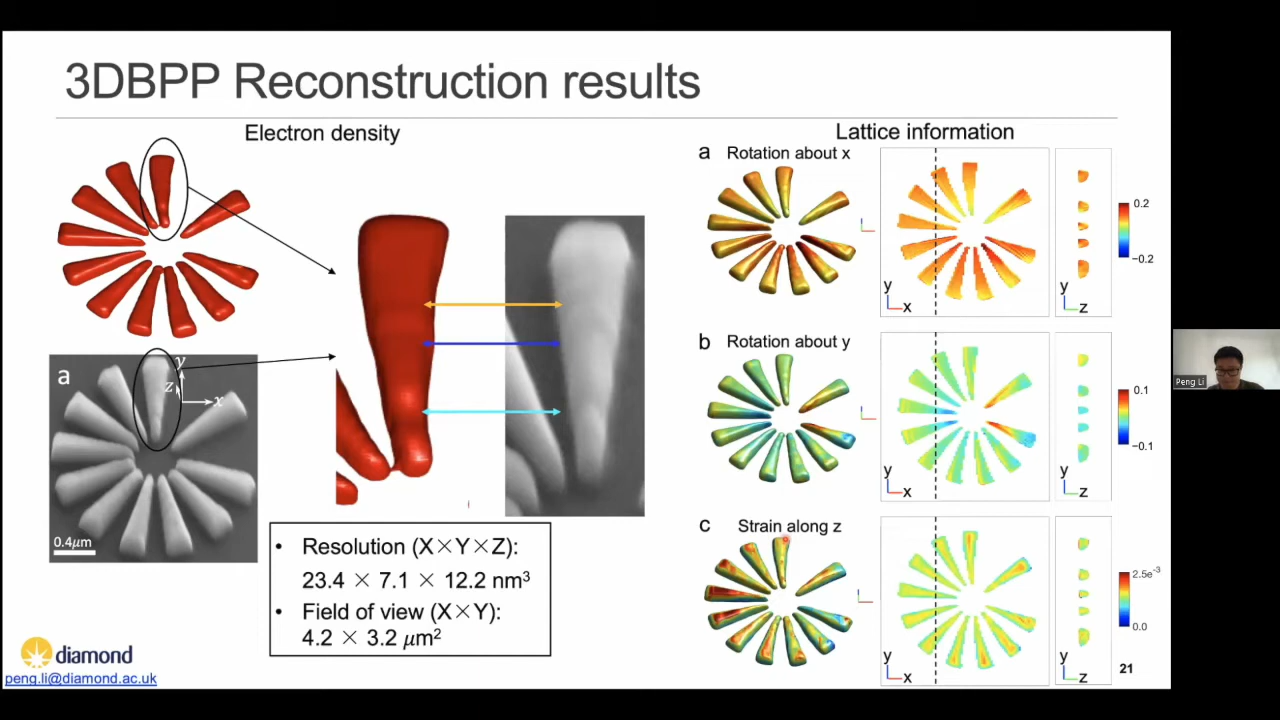 3DBPP Reconstruction results
Electron density
Lattice information
a Rotation about x
0.2
−0.2
y
x
y
z
a
y
z
x
0.4μm
b Rotation about y
0.1
−0.1
y
x
y
z
c Strain along z
2.5e⁻³
0.0
y
x
y
z
• Resolution (X×Y×Z):
23.4 × 7.1 × 12.2 nm³
• Field of view (X×Y):
4.2 × 3.2 μm²
diamond
peng.li@diamond.ac.uk
21
Peng Li